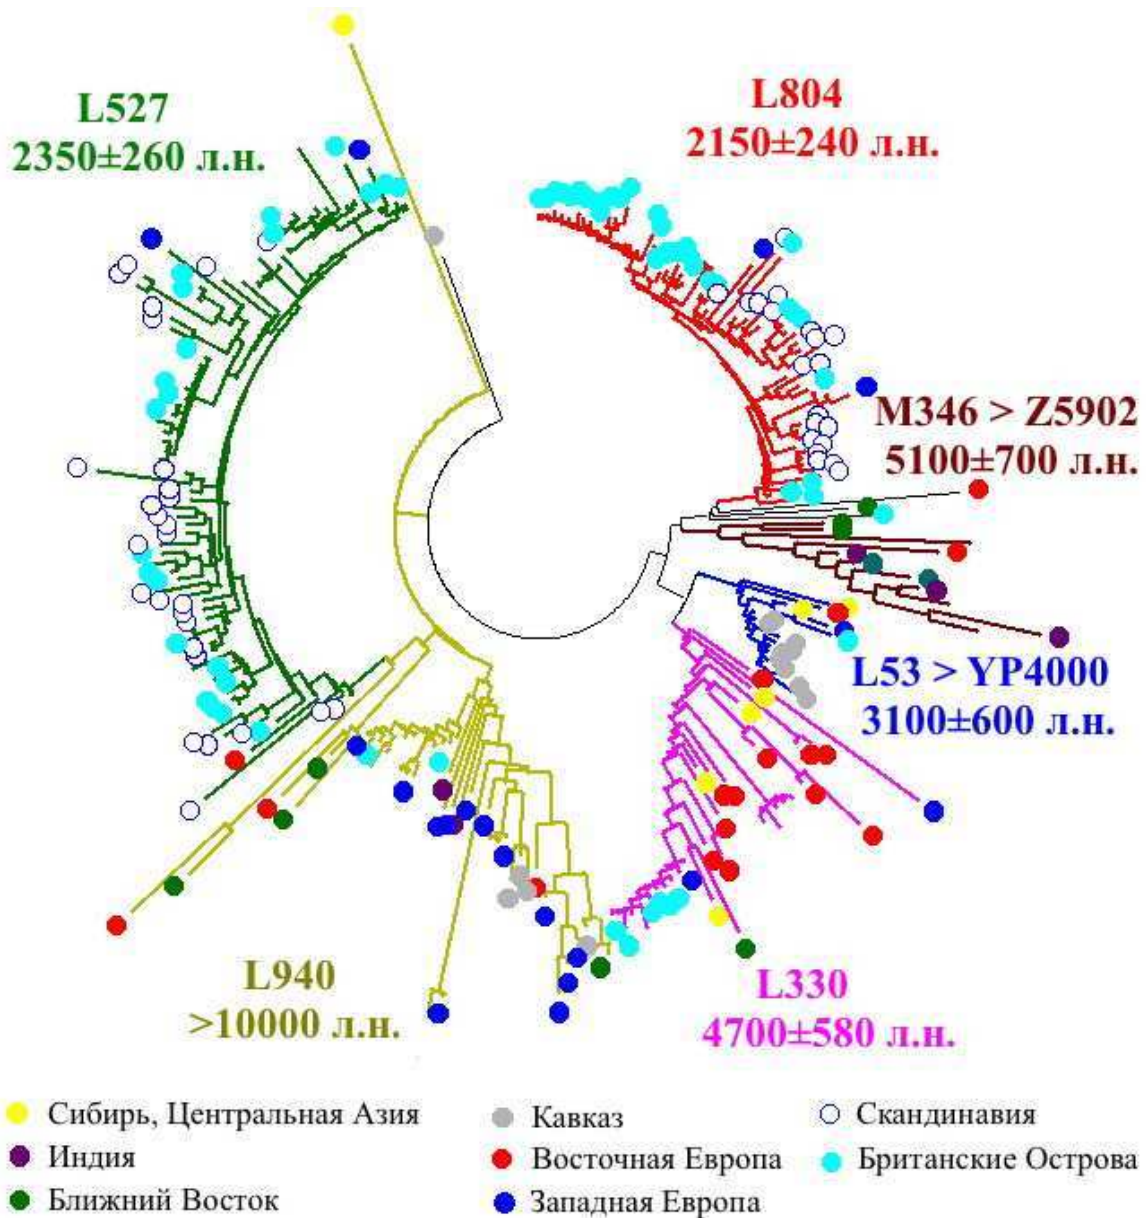 L527
2350±260 л.н.
L804
2150±240 л.н.
M346 > Z5902
5100±700 л.н.
L53 > YP4000
3100±600 л.н.
L940
>10000 л.н.
L330
4700±580 л.н.
Сибирь, Центральная Азия
Кавказ
Скандинавия
Индия
Восточная Европа
Британские Острова
Ближний Восток
Западная Европа